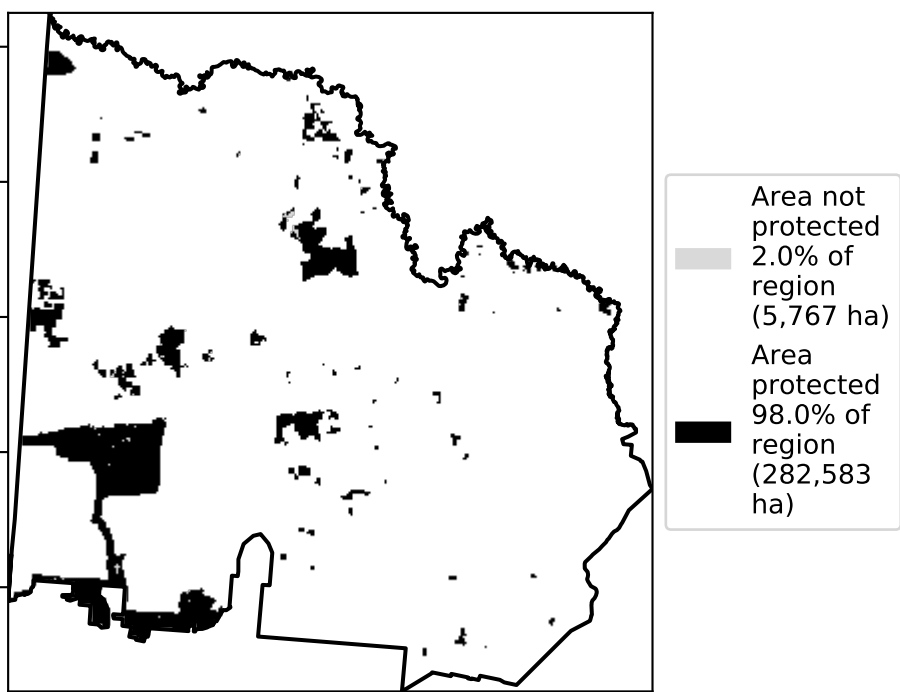 Area not
protected
2.0% of
region
(5,767 ha)
Area
protected
98.0% of
region
(282,583
ha)